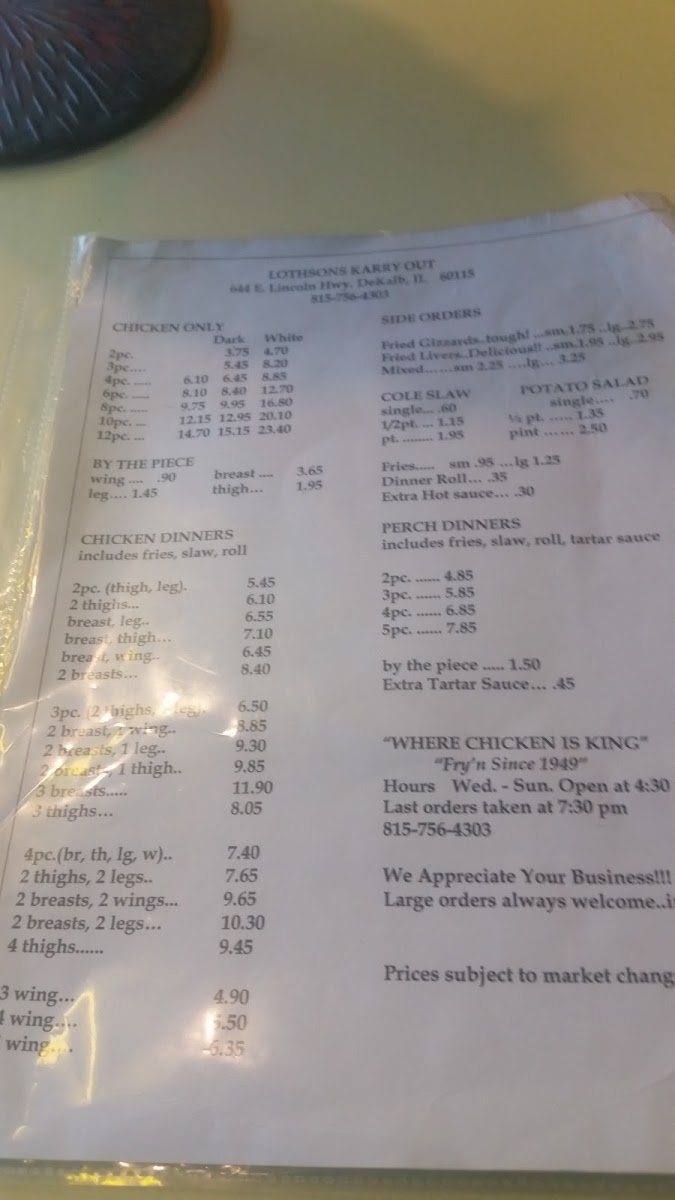 LOTHSONS KARRY OUT
644 E. Lincoln Hwy. DeKalb, IL 60115
815-756-4303
CHICKEN ONLY
Dark White
2pc. 3.75 4.70
3pc.... 5.45 8.20
4pc. ..... 6.10 6.45 8.85
6pc. ..... 8.10 8.40 12.70
8pc. ..... 9.75 9.95 16.80
10pc. ... 12.15 12.95 20.10
12pc. ... 14.70 15.15 23.40
BY THE PIECE
wing .... .90 breast .... 3.65
leg.... 1.45 thigh... 1.95
CHICKEN DINNERS
includes fries, slaw, roll
2pc. (thigh, leg). 5.45
2 thighs... 6.10
breast, leg.. 6.55
breast, thigh... 7.10
breast, wing.. 6.45
2 breasts... 8.40
3pc. (2 thighs, leg). 6.50
2 breast, wing.. 8.85
2 breasts, 1 leg.. 9.30
2 breasts, 1 thigh.. 9.85
3 breasts..... 11.90
3 thighs... 8.05
4pc.(br, th, lg, w).. 7.40
2 thighs, 2 legs.. 7.65
2 breasts, 2 wings... 9.65
2 breasts, 2 legs... 10.30
4 thighs...... 9.45
3 wing... 4.90
4 wing.... .50
wing.... 6.35
SIDE ORDERS
Fried Gizzards..tough! ...sm.1.75 ..lg..2.75
Fried Livers..Delicious!! ..sm.1.95 ..lg..2.95
Mixed......sm 2.25 ....lg... 3.25
COLE SLAW
single... .60
1/2pt. ... 1.15
pt. ........ 1.95
POTATO SALAD
single.... .70
½ pt. ..... 1.35
pint ...... 2.50
Fries..... sm .95 ...lg 1.25
Dinner Roll... .35
Extra Hot sauce... .30
PERCH DINNERS
includes fries, slaw, roll, tartar sauce
2pc. ...... 4.85
3pc. ...... 5.85
4pc. ...... 6.85
5pc. ...... 7.85
by the piece ..... 1.50
Extra Tartar Sauce... .45
"WHERE CHICKEN IS KING"
"Fry'n Since 1949"
Hours Wed. - Sun. Open at 4:30
Last orders taken at 7:30 pm
815-756-4303
We Appreciate Your Business!!!
Large orders always welcome..i
Prices subject to market chang